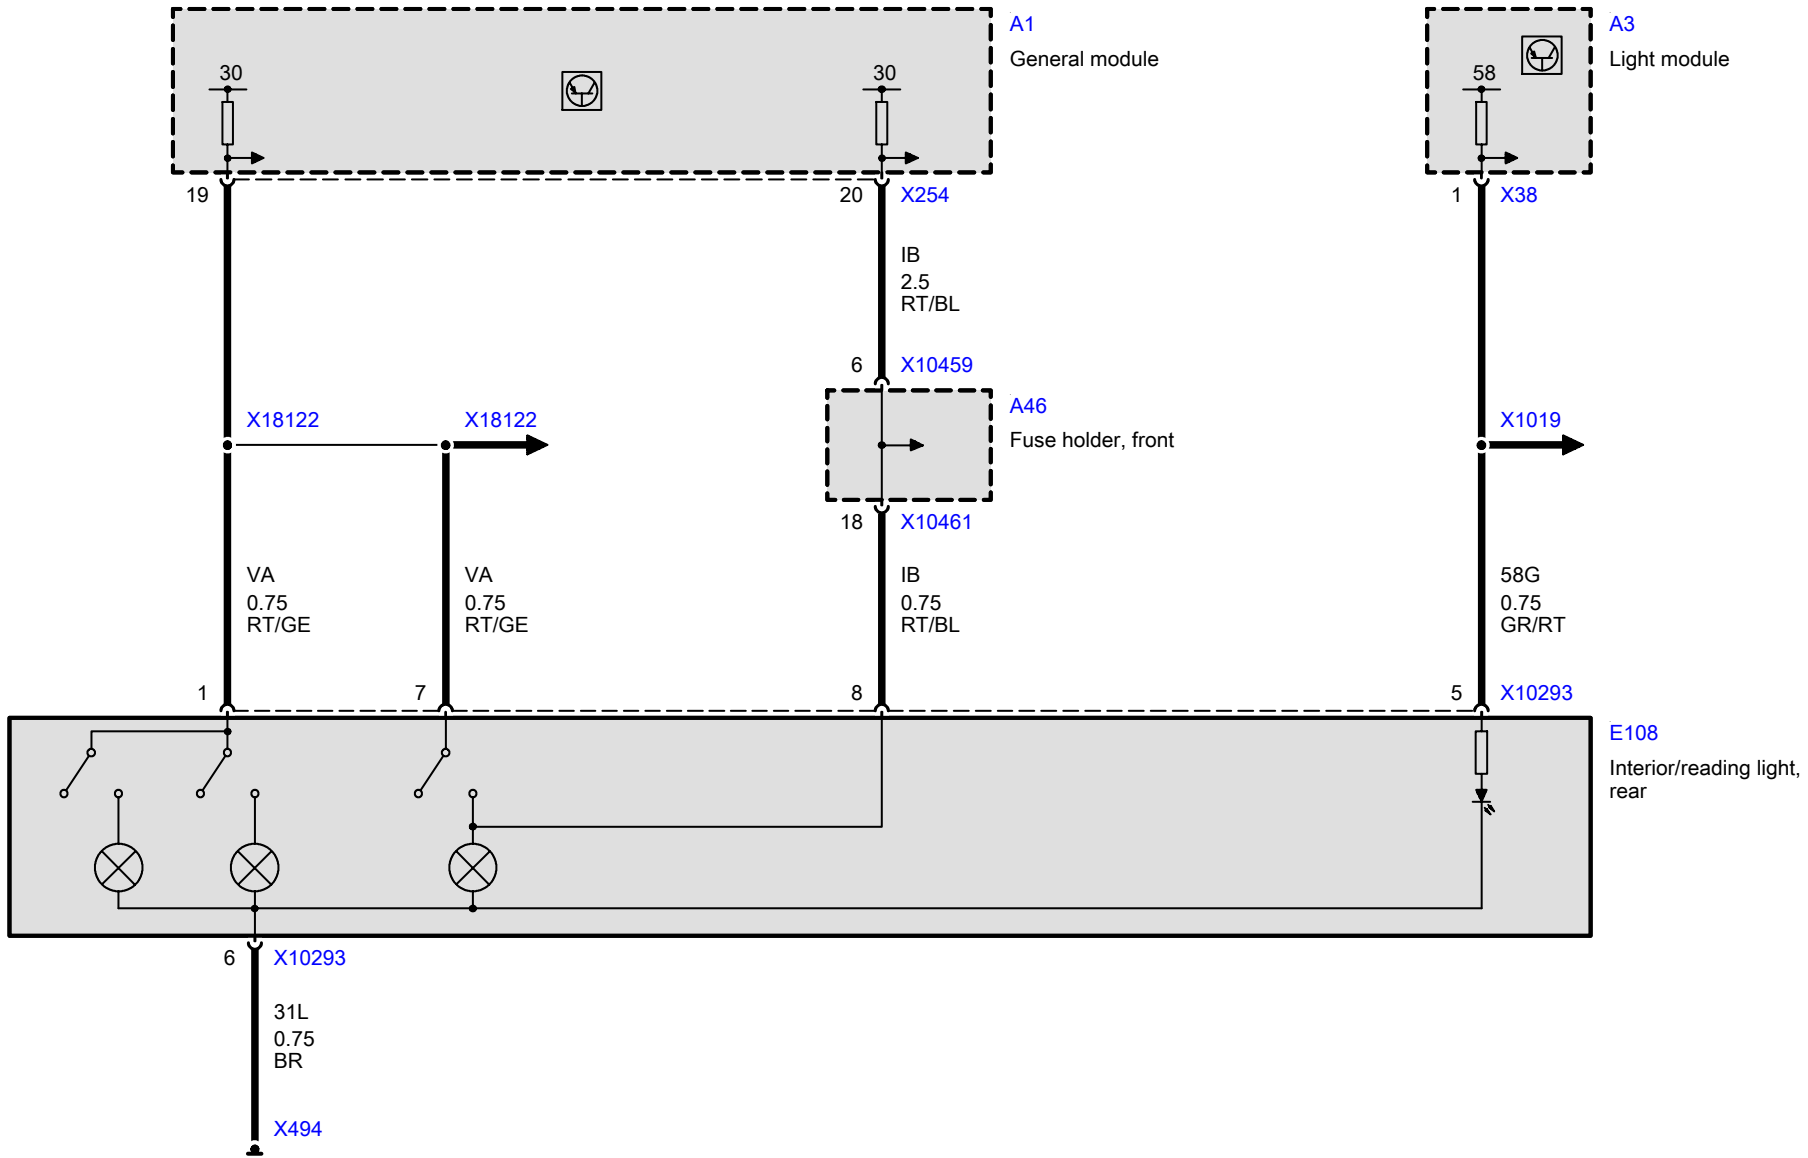 A1
General module
30
30
A3
Light module
58
19
20
X254
1
X38
IB
2.5
RT/BL
6
X10459
A46
Fuse holder, front
X18122
X18122
X1019
18
X10461
VA
0.75
RT/GE
VA
0.75
RT/GE
IB
0.75
RT/BL
58G
0.75
GR/RT
1
7
8
5
X10293
E108
Interior/reading light,
rear
6
X10293
31L
0.75
BR
X494